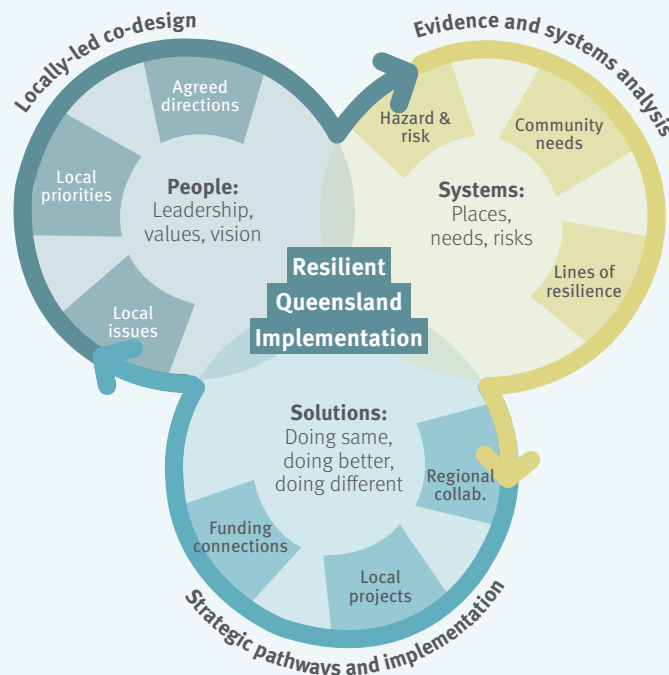 Locally-led co-design
Agreed
directions
Local
priorities
Local
issues
People:
Leadership,
values, vision
Evidence and systems analysis
Hazard &
risk
Community
needs
Lines of
resilience
Systems:
Places,
needs, risks
Resilient
Queensland
Implementation
Solutions:
Doing same,
doing better,
doing different
Regional
collab.
Local
projects
Funding
connections
Strategic pathways and implementation